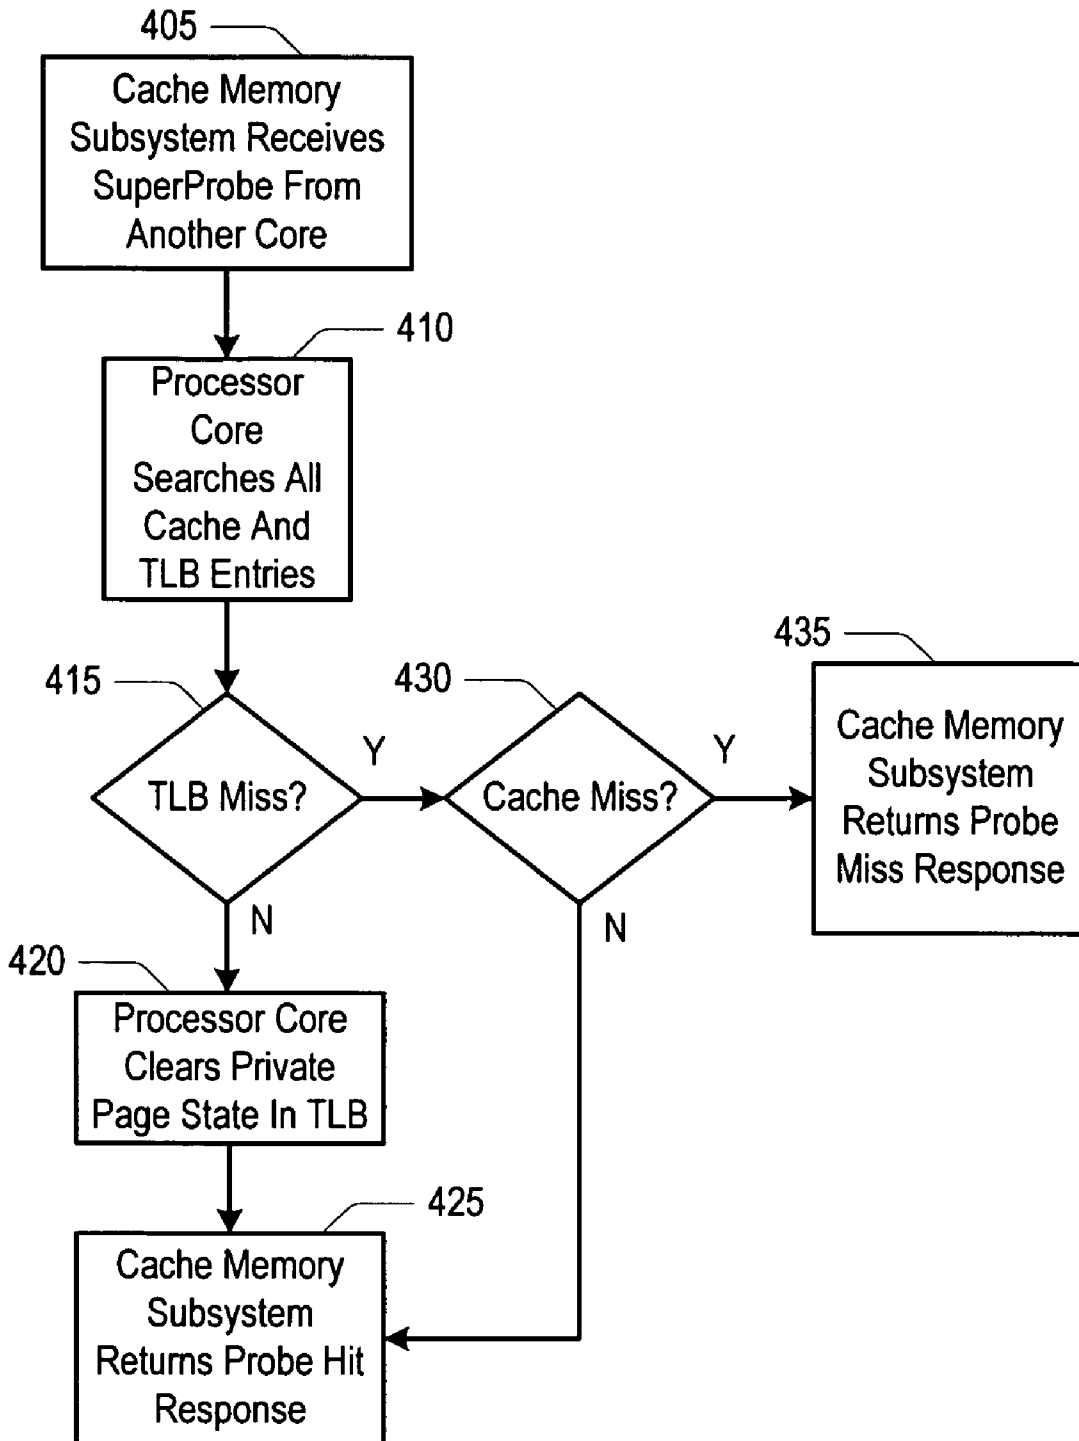 405
Cache Memory
Subsystem Receives
SuperProbe From
Another Core
410
Processor
Core
Searches All
Cache And
TLB Entries
415
TLB Miss?
Y
N
430
Cache Miss?
Y
N
435
Cache Memory
Subsystem
Returns Probe
Miss Response
420
Processor Core
Clears Private
Page State In TLB
425
Cache Memory
Subsystem
Returns Probe Hit
Response